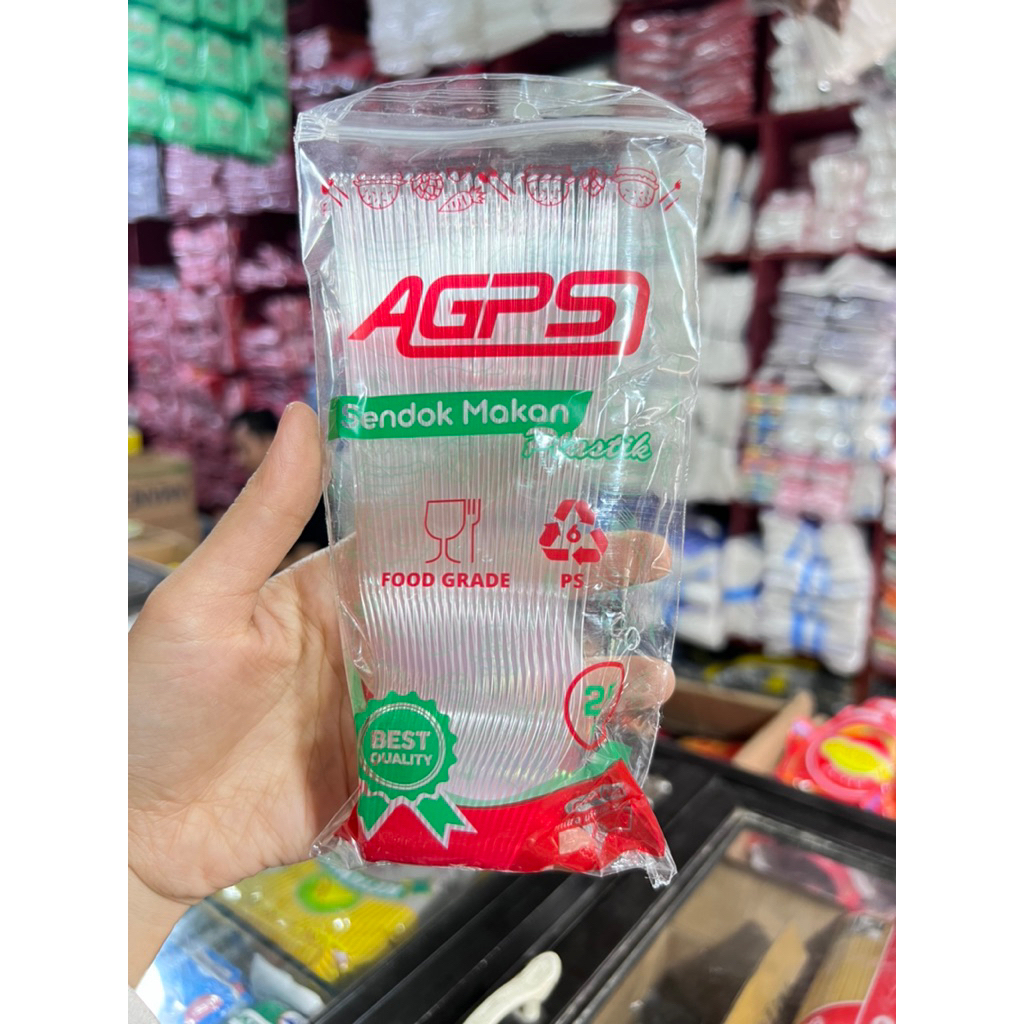 AGPS
Sendok Makan
Plastik
FOOD GRADE
6
PS
BEST
QUALITY